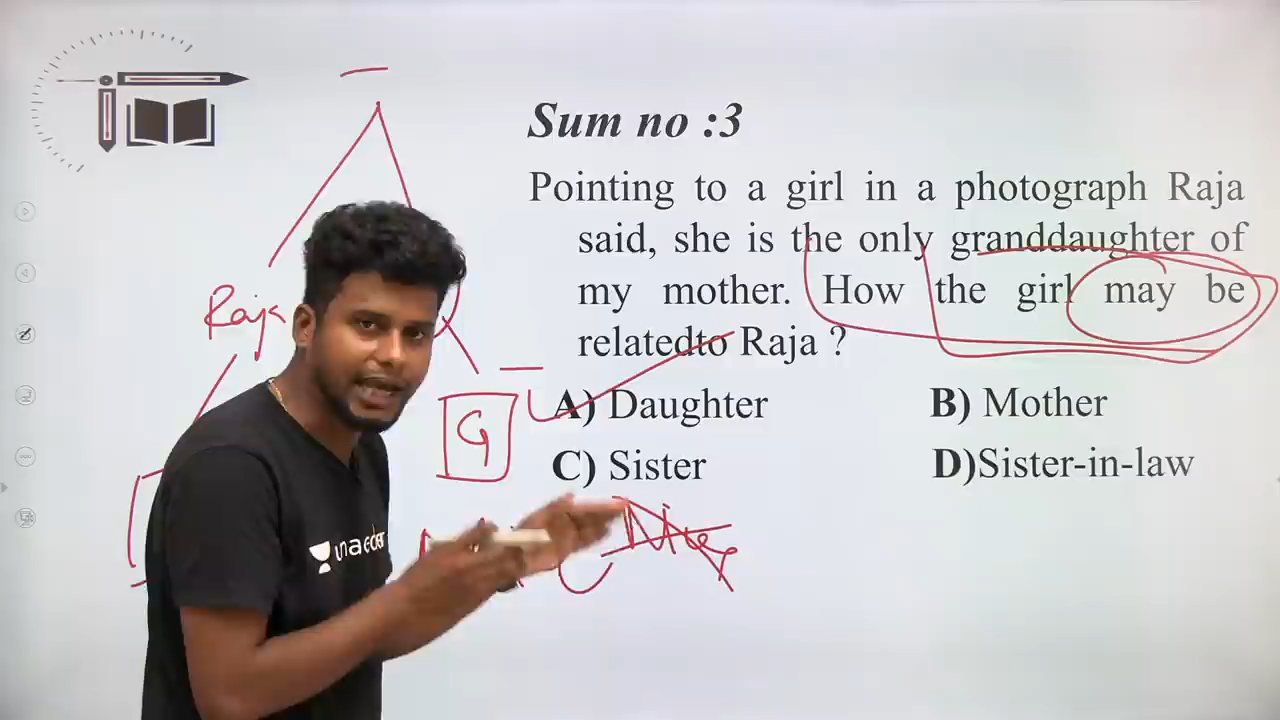 Sum no :3
Pointing to a girl in a photograph Raja
said, she is the only granddaughter of
my mother. How the girl may be
relatedto Raja ?
A) Daughter
B) Mother
C) Sister
D)Sister-in-law
Raja
G
unacade